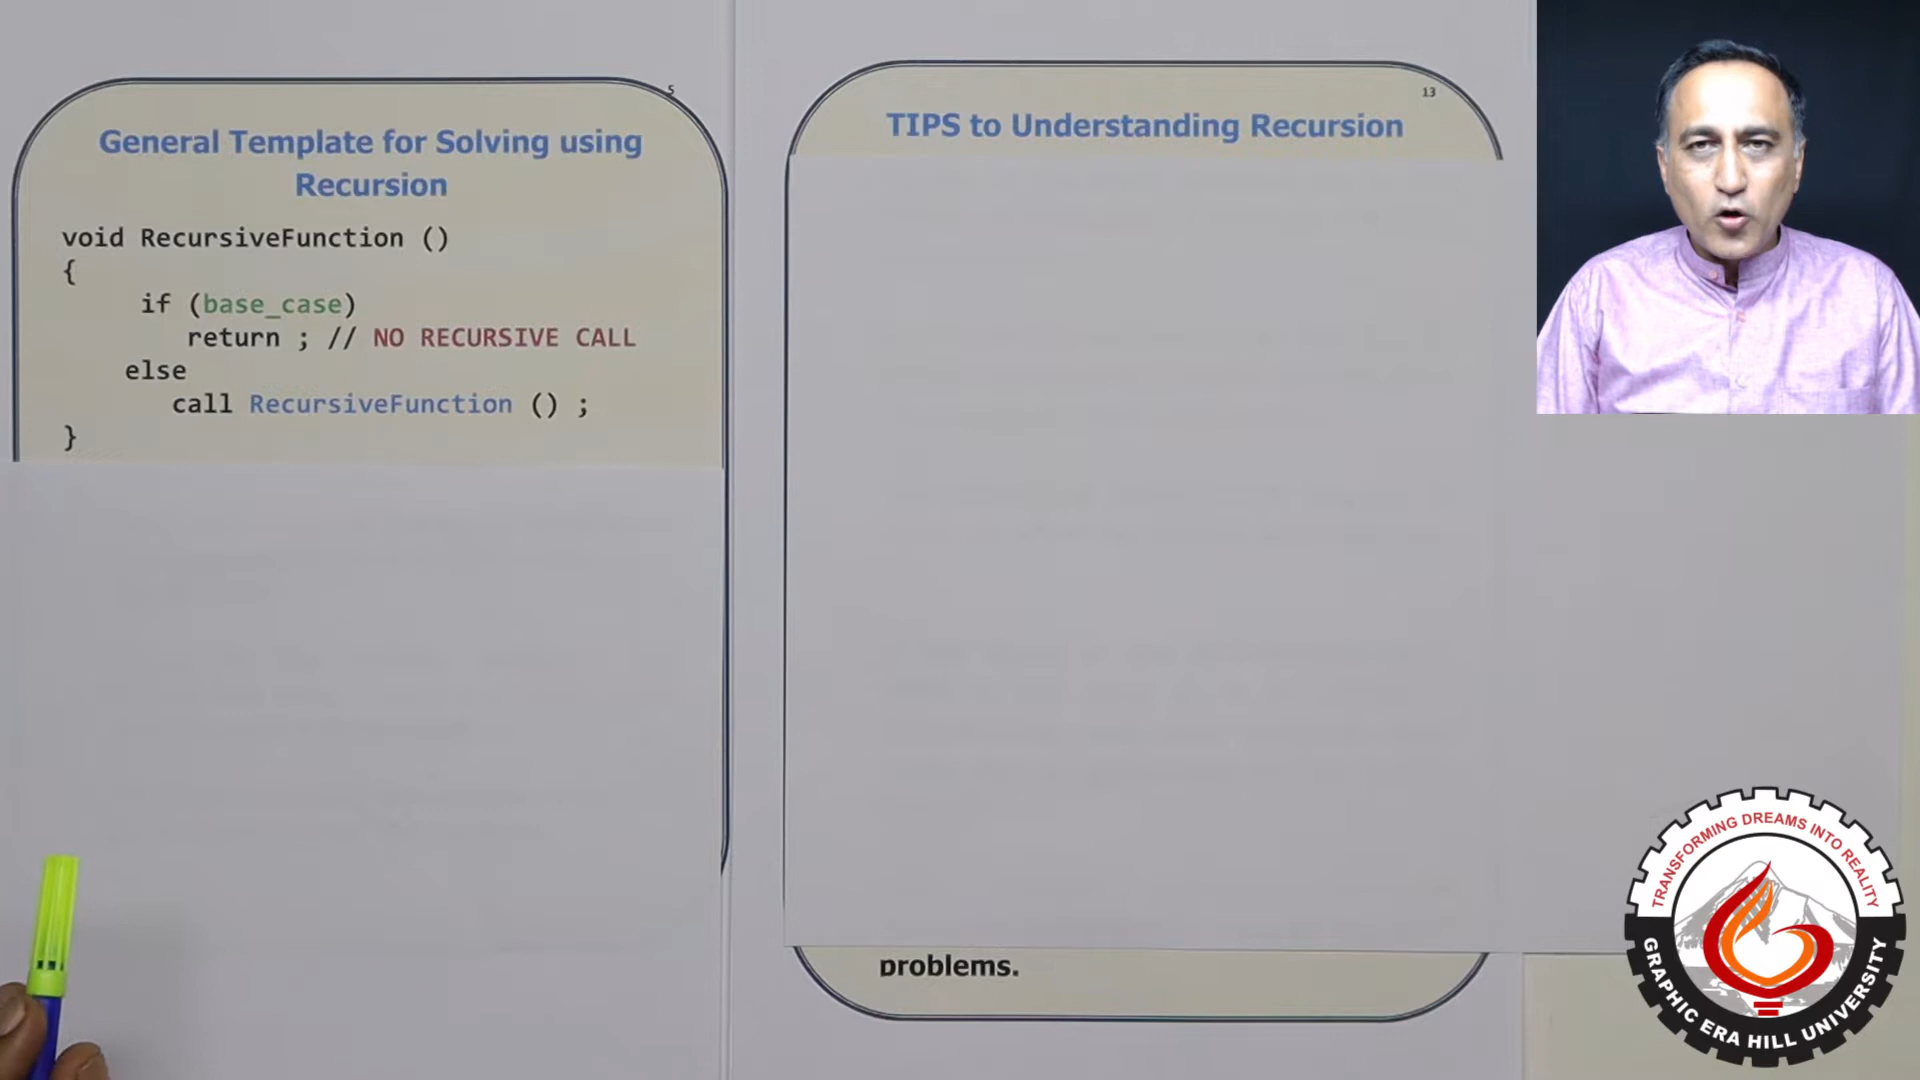 5
General Template for Solving using
Recursion
void RecursiveFunction ()
{
if (base_case)
return ; // NO RECURSIVE CALL
else
call RecursiveFunction () ;
}
13
TIPS to Understanding Recursion
problems.
TRANSFORMING DREAMS INTO REALITY
GRAPHIC ERA HILL UNIVERSITY